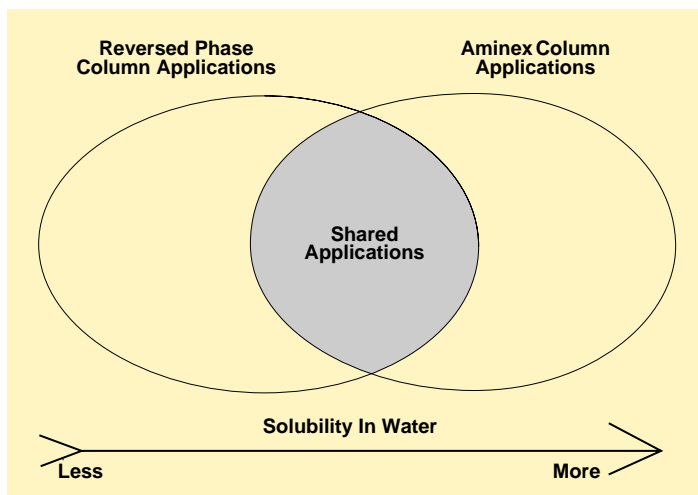 Reversed Phase
Column Applications
Aminex Column
Applications
Shared
Applications
Solubility In Water
Less
More